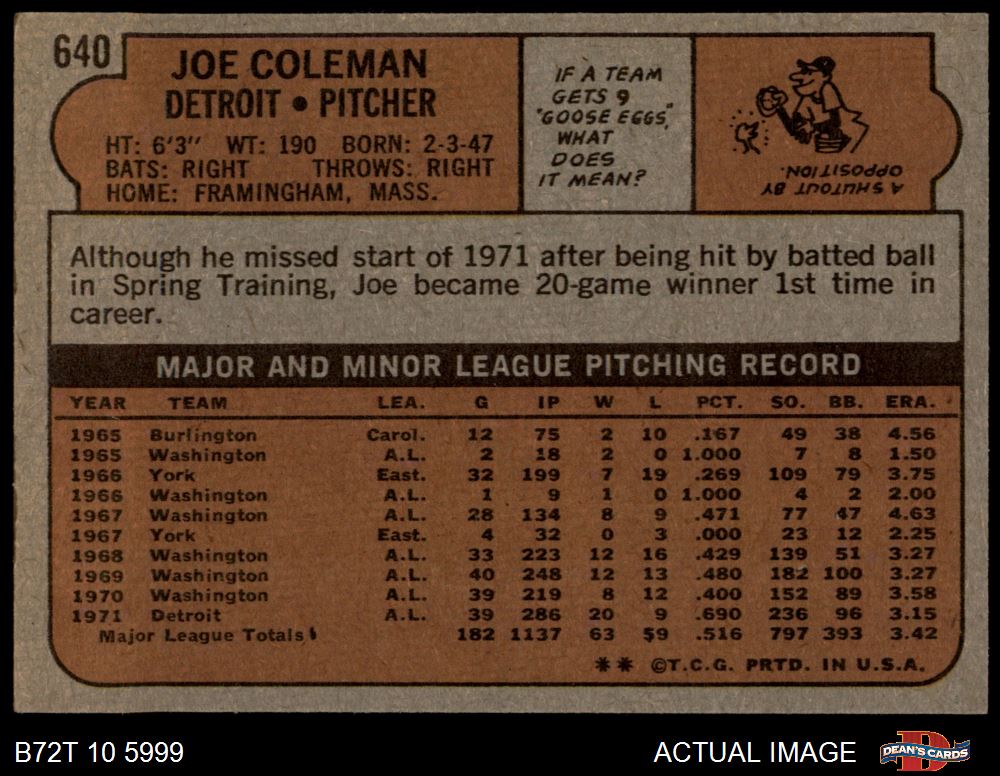 640
JOE COLEMAN
DETROIT • PITCHER
HT: 6'3" WT: 190 BORN: 2-3-47
BATS: RIGHT THROWS: RIGHT
HOME: FRAMINGHAM, MASS.
IF A TEAM
GETS 9
"GOOSE EGGS,"
WHAT
DOES
IT MEAN?
A SHUTOUT BY
OPPOSITION.
Although he missed start of 1971 after being hit by batted ball
in Spring Training, Joe became 20-game winner 1st time in
career.
MAJOR AND MINOR LEAGUE PITCHING RECORD
YEAR TEAM LEA. G IP W L PCT. SO. BB. ERA.
1965 Burlington Carol. 12 75 2 10 .167 49 38 4.56
1965 Washington A.L. 2 18 2 0 1.000 7 8 1.50
1966 York East. 32 199 7 19 .269 109 79 3.75
1966 Washington A.L. 1 9 1 0 1.000 4 2 2.00
1967 Washington A.L. 28 134 8 9 .471 77 47 4.63
1967 York East. 4 32 0 3 .000 23 12 2.25
1968 Washington A.L. 33 223 12 16 .429 139 51 3.27
1969 Washington A.L. 40 248 12 13 .480 182 100 3.27
1970 Washington A.L. 39 219 8 12 .400 152 89 3.58
1971 Detroit A.L. 39 286 20 9 .690 236 96 3.15
Major League Totals 182 1137 63 59 .516 797 393 3.42
** ©T.C.G. PRTD. IN U.S.A.
B72T 10 5999
ACTUAL IMAGE
DEAN'S CARDS